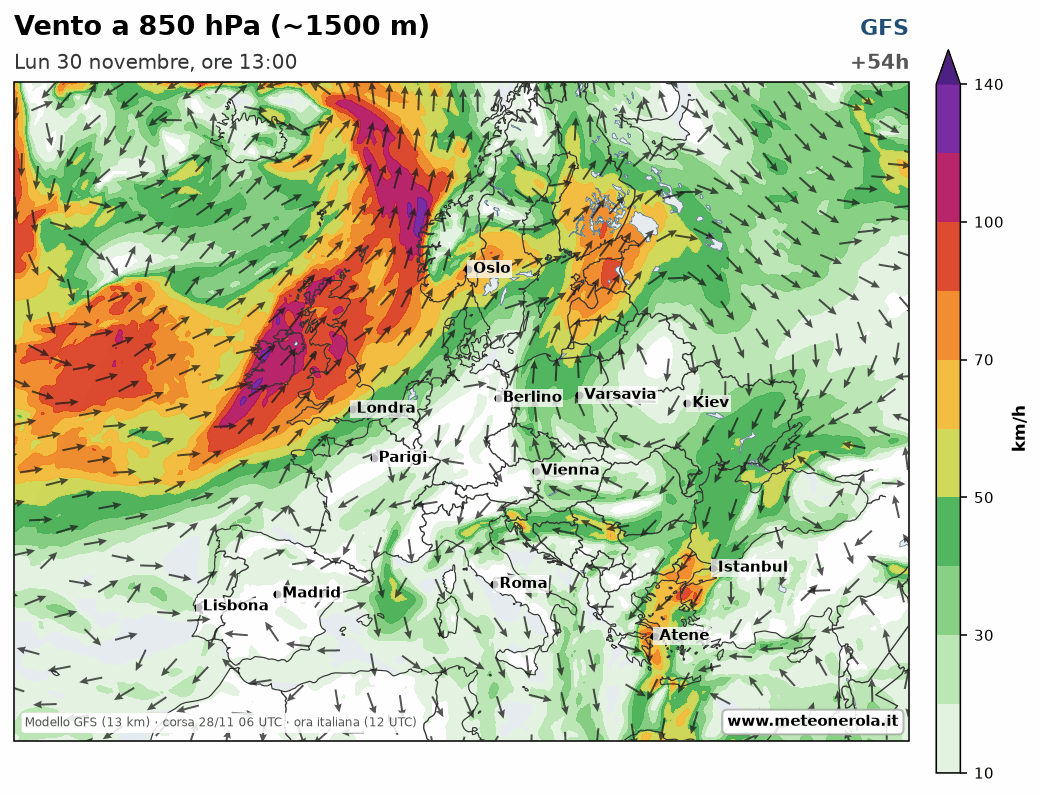 Vento a 850 hPa (~1500 m)
GFS
Lun 30 novembre, ore 13:00
+54h
140
100
70
50
30
10
km/h
Oslo
Londra
Berlino
Varsavia
Kiev
Parigi
Vienna
Istanbul
Roma
Madrid
Lisbona
Atene
Modello GFS (13 km) · corsa 28/11 06 UTC · ora italiana (12 UTC)
www.meteonerola.it